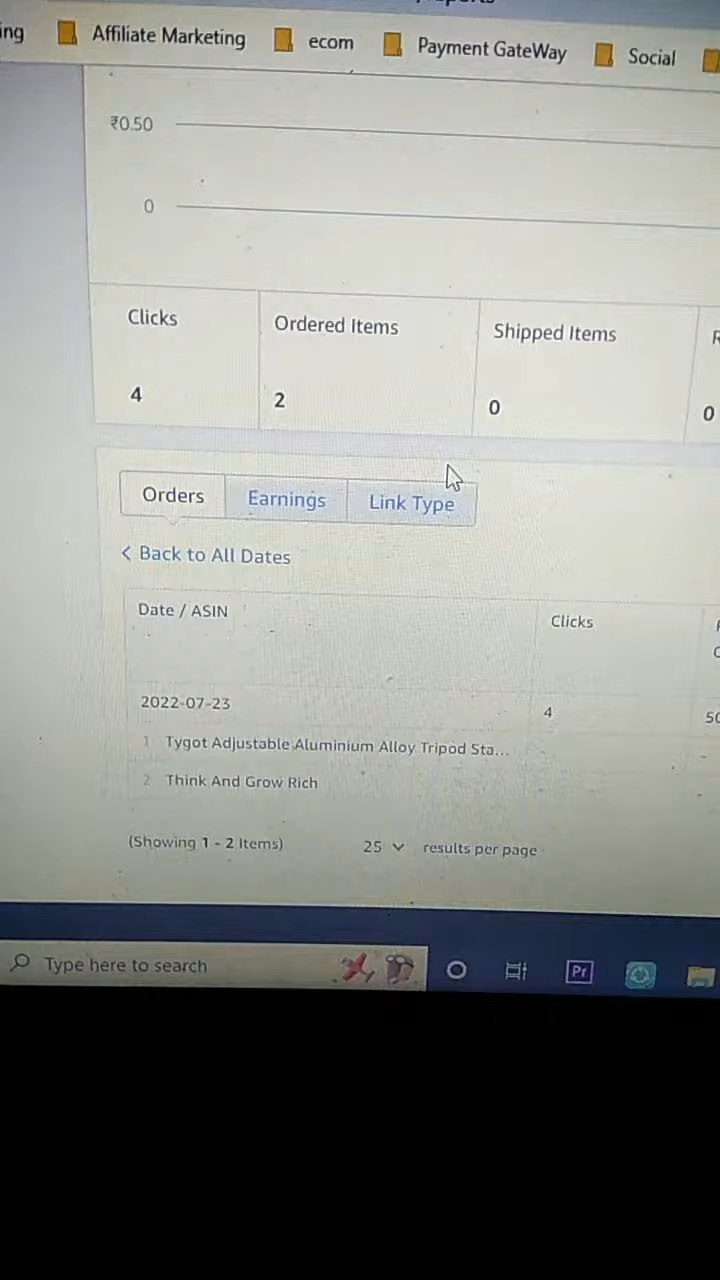 ing Affiliate Marketing ecom Payment GateWay Social
₹0.50
0
Clicks Ordered Items Shipped Items
4 2 0 0
Orders Earnings Link Type
< Back to All Dates
Date / ASIN Clicks
2022-07-23 4
1 Tygot Adjustable Aluminium Alloy Tripod Sta...
2 Think And Grow Rich
(Showing 1 - 2 Items) 25 results per page
Type here to search Pr